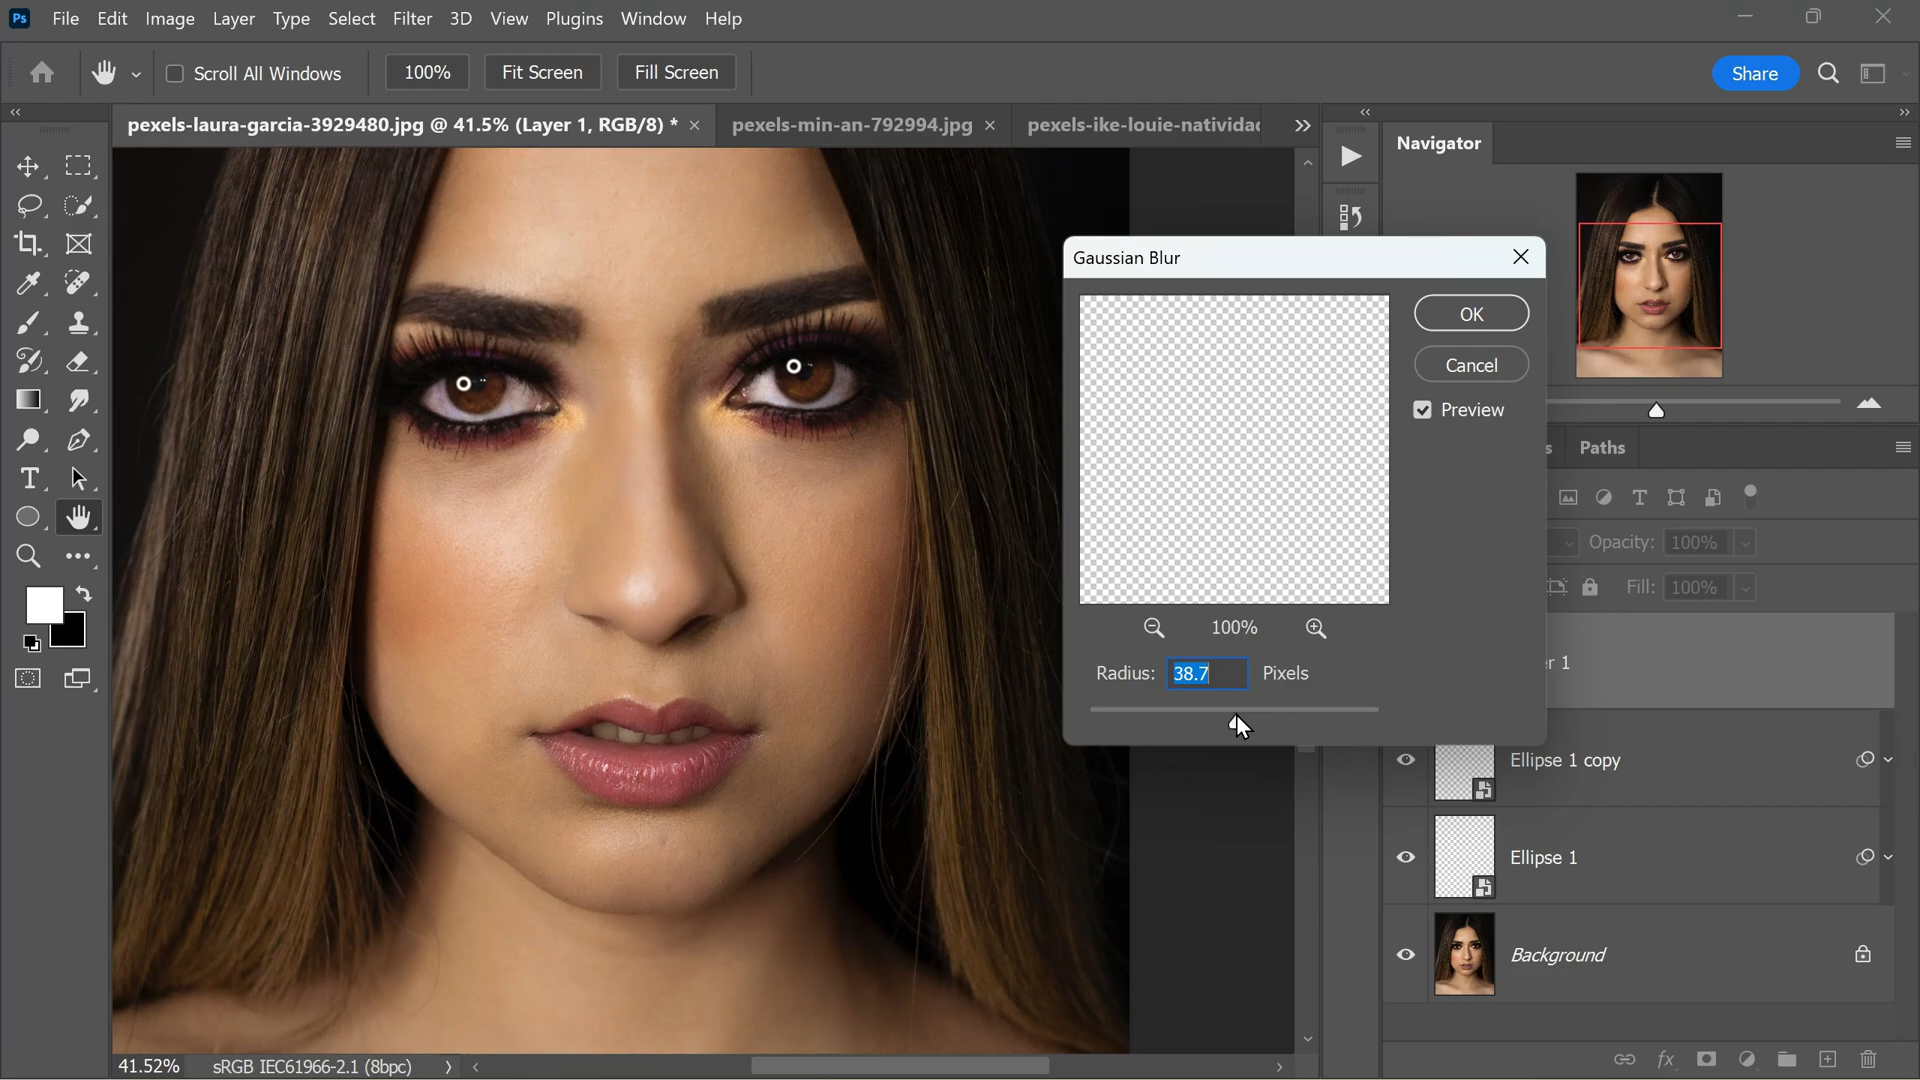 Ps File Edit Image Layer Type Select Filter 3D View Plugins Window Help
Scroll All Windows 100% Fit Screen Fill Screen Share
pexels-laura-garcia-3929480.jpg @ 41.5% (Layer 1, RGB/8) * pexels-min-an-792994.jpg pexels-ike-louie-natividad
Navigator
Gaussian Blur
OK
Cancel
Preview
100%
Radius: 38.7 Pixels
s Paths
Opacity: 100%
Fill: 100%
r 1
Ellipse 1 copy
Ellipse 1
Background
41.52% sRGB IEC61966-2.1 (8bpc)
fx